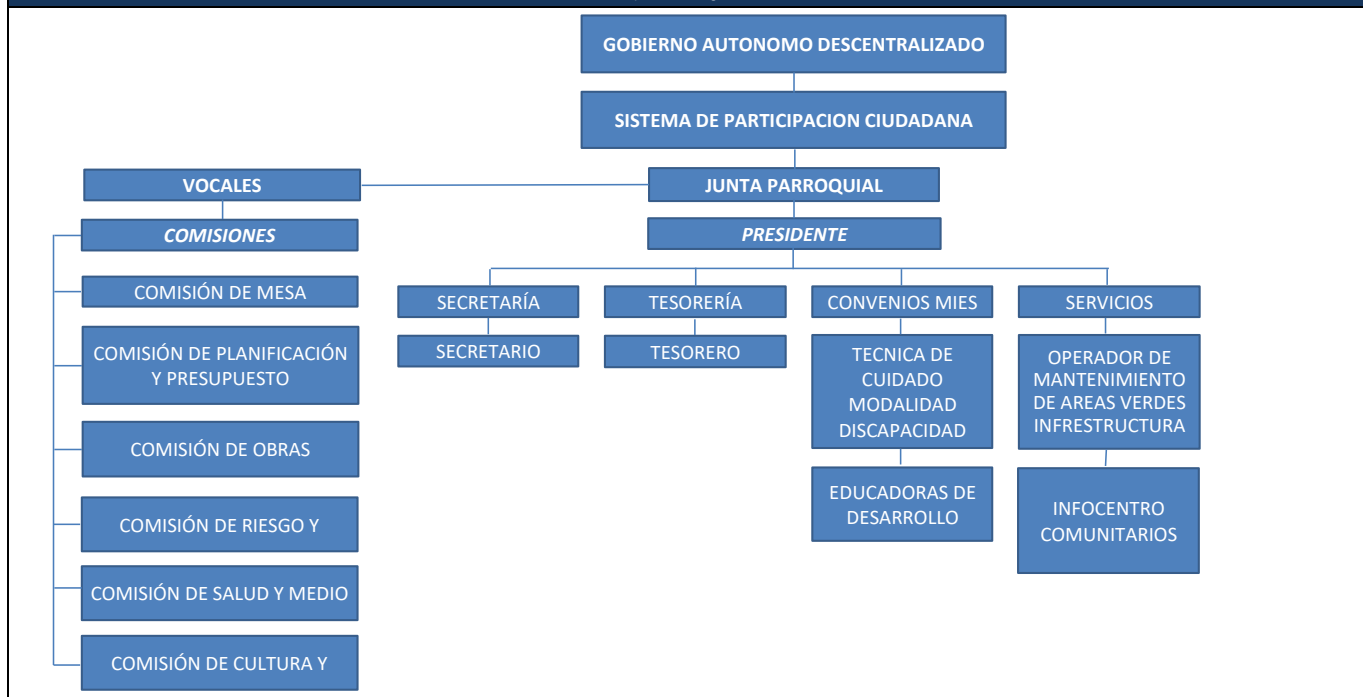 GOBIERNO AUTONOMO DESCENTRALIZADO
SISTEMA DE PARTICIPACION CIUDADANA
VOCALES
JUNTA PARROQUIAL
COMISIONES
PRESIDENTE
COMISIÓN DE MESA
COMISIÓN DE PLANIFICACIÓN
Y PRESUPUESTO
COMISIÓN DE OBRAS
COMISIÓN DE RIESGO Y
COMISIÓN DE SALUD Y MEDIO
COMISIÓN DE CULTURA Y
SECRETARÍA
SECRETARIO
TESORERÍA
TESORERO
CONVENIOS MIES
TECNICA DE
CUIDADO
MODALIDAD
DISCAPACIDAD
EDUCADORAS DE
DESARROLLO
SERVICIOS
OPERADOR DE
MANTENIMIENTO
DE AREAS VERDES
INFRESTRUCTURA
INFOCENTRO
COMUNITARIOS